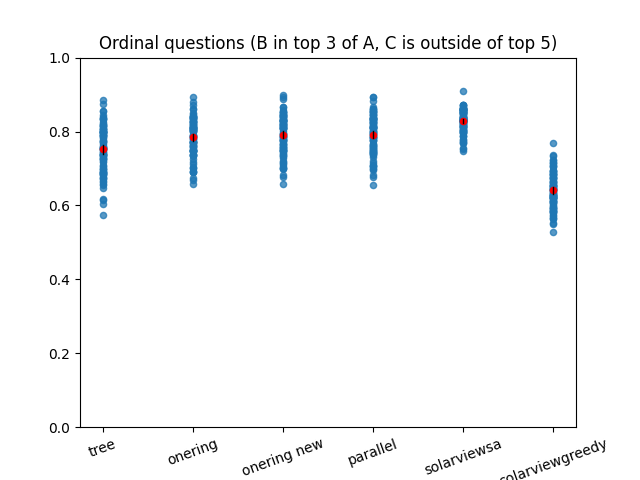 Ordinal questions (B in top 3 of A, C is outside of top 5)
1.0
0.8
0.6
0.4
0.2
0.0
tree
onering
onering new
parallel
solarviewsa
solarviewgreedy